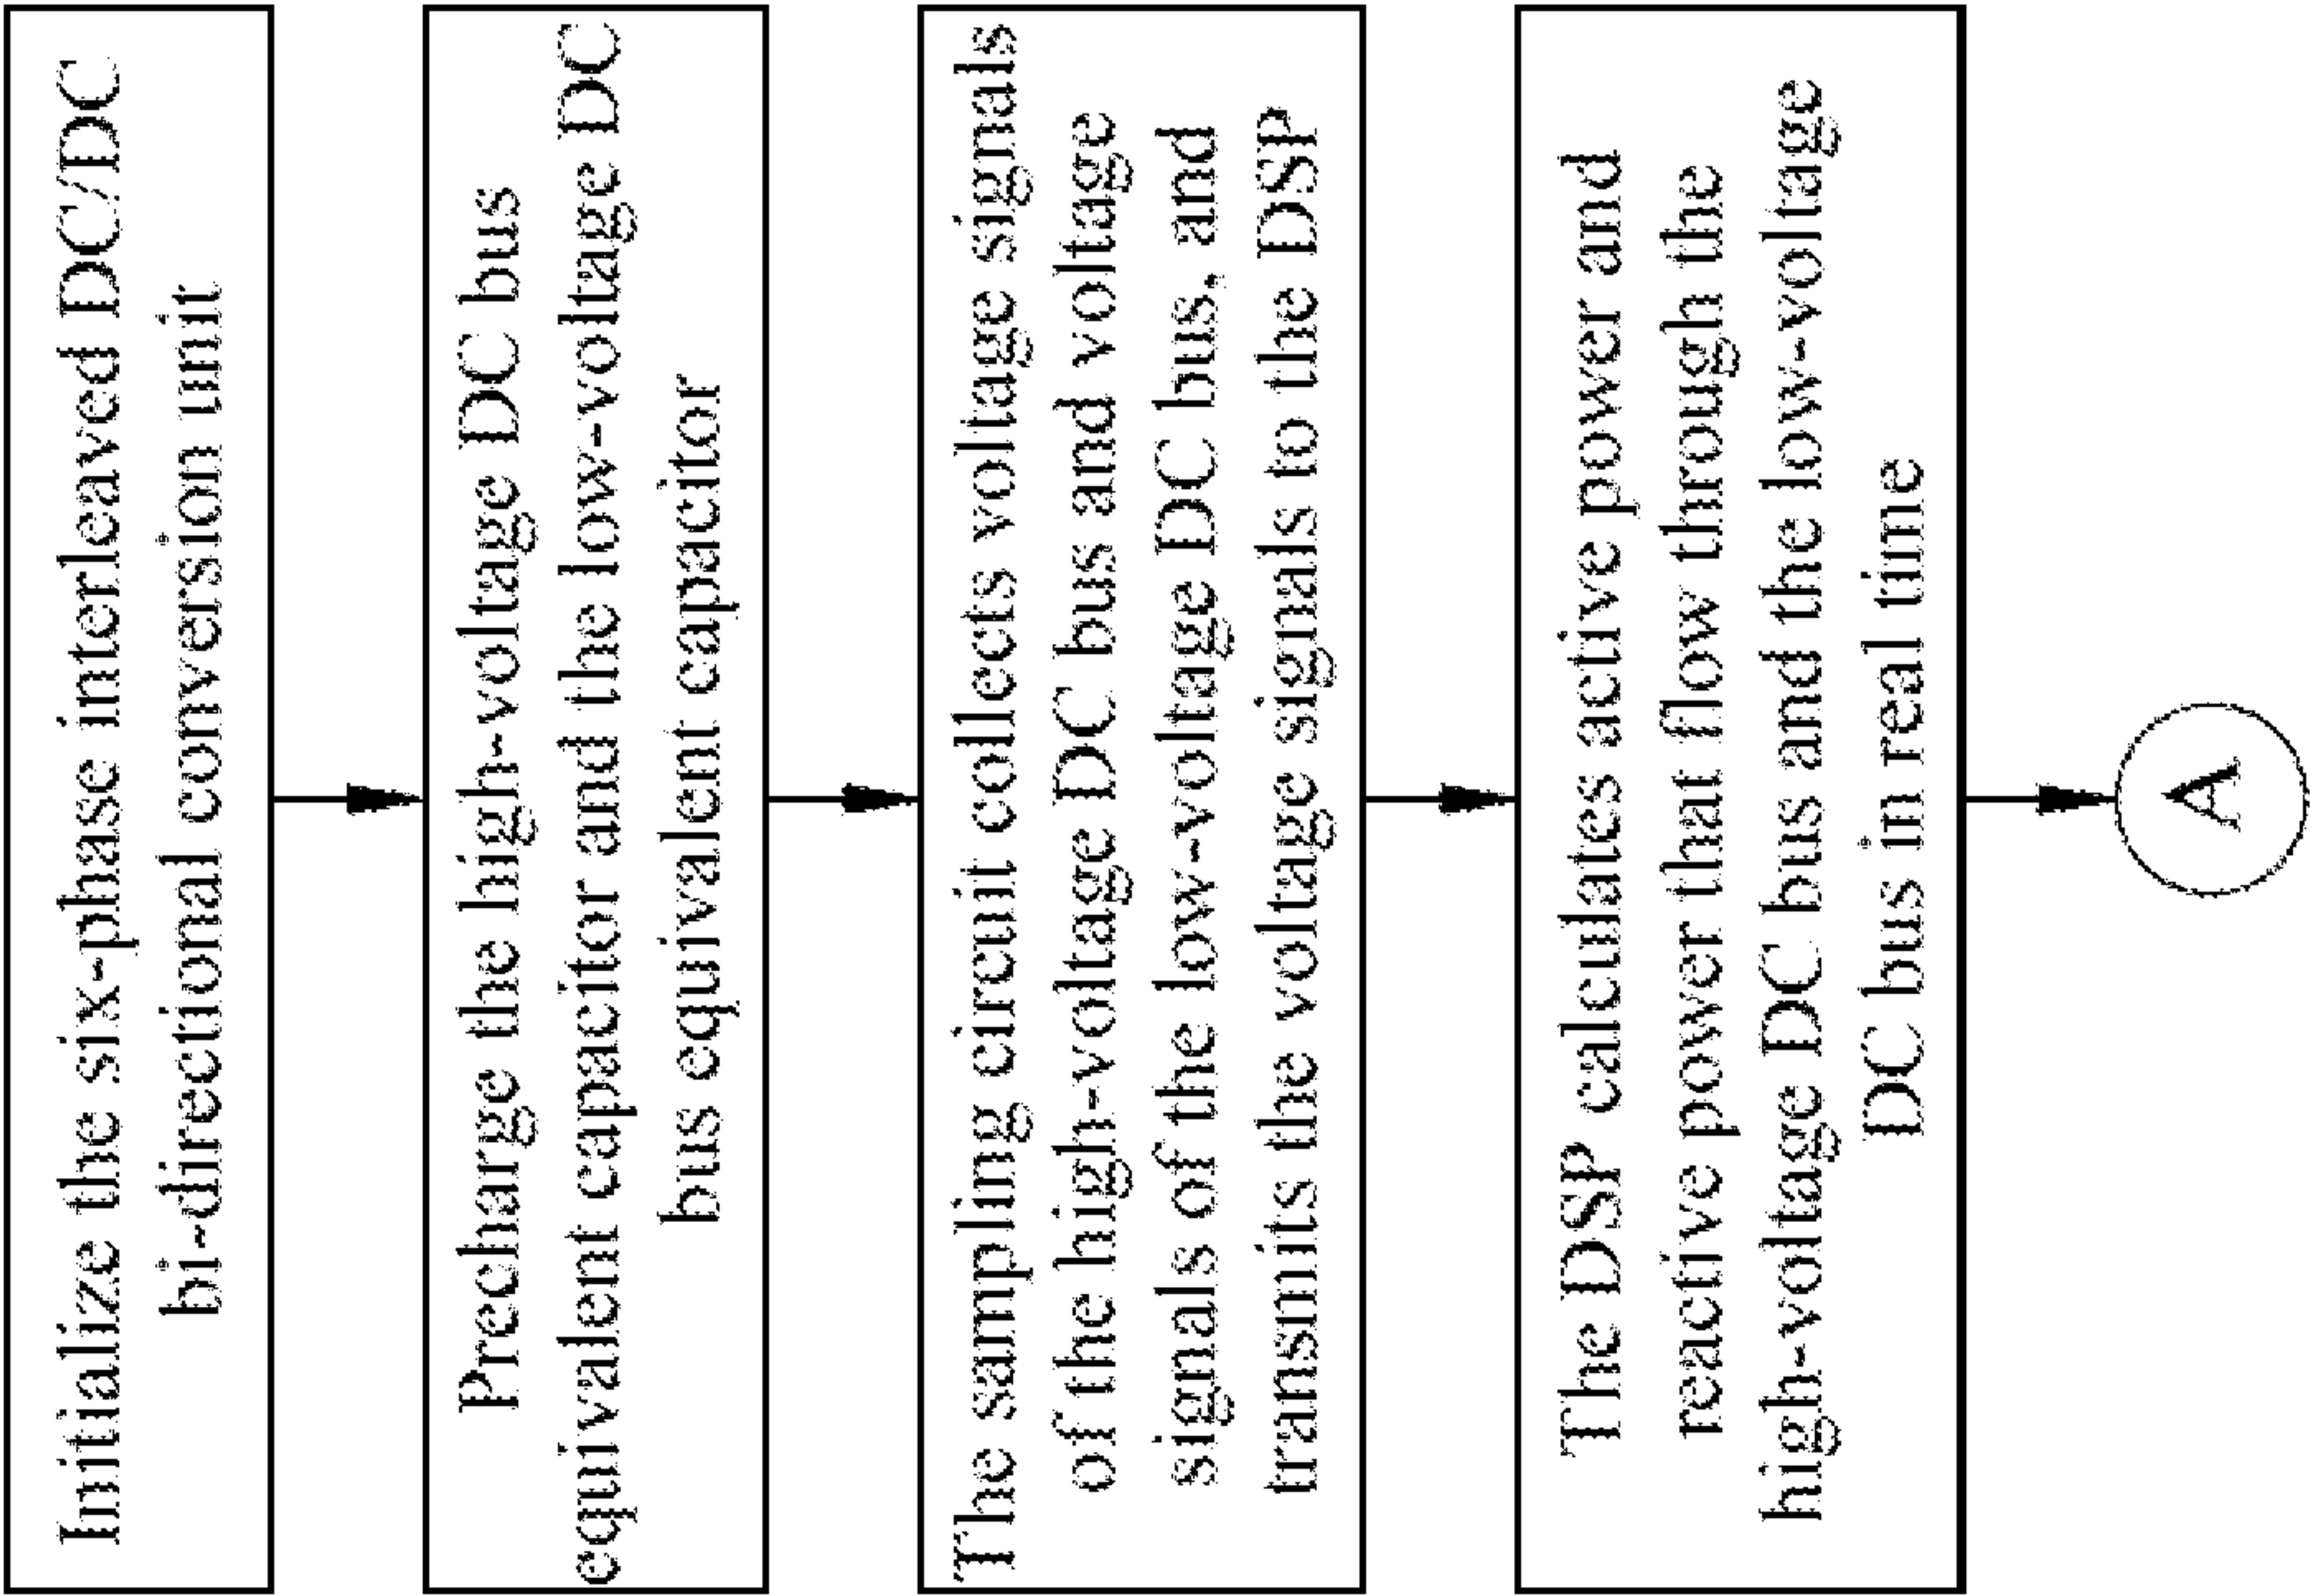 Initialize the six-phase interleaved DC/DC
bi-directional conversion unit
Precharge the high-voltage DC bus
equivalent capacitor and the low-voltage DC
bus equivalent capacitor
The sampling circuit collects voltage signals
of the high-voltage DC bus and voltage
signals of the low-voltage DC bus, and
transmits the voltage signals to the DSP
The DSP calculates active power and
reactive power that flow through the
high-voltage DC bus and the low-voltage
DC bus in real time
A